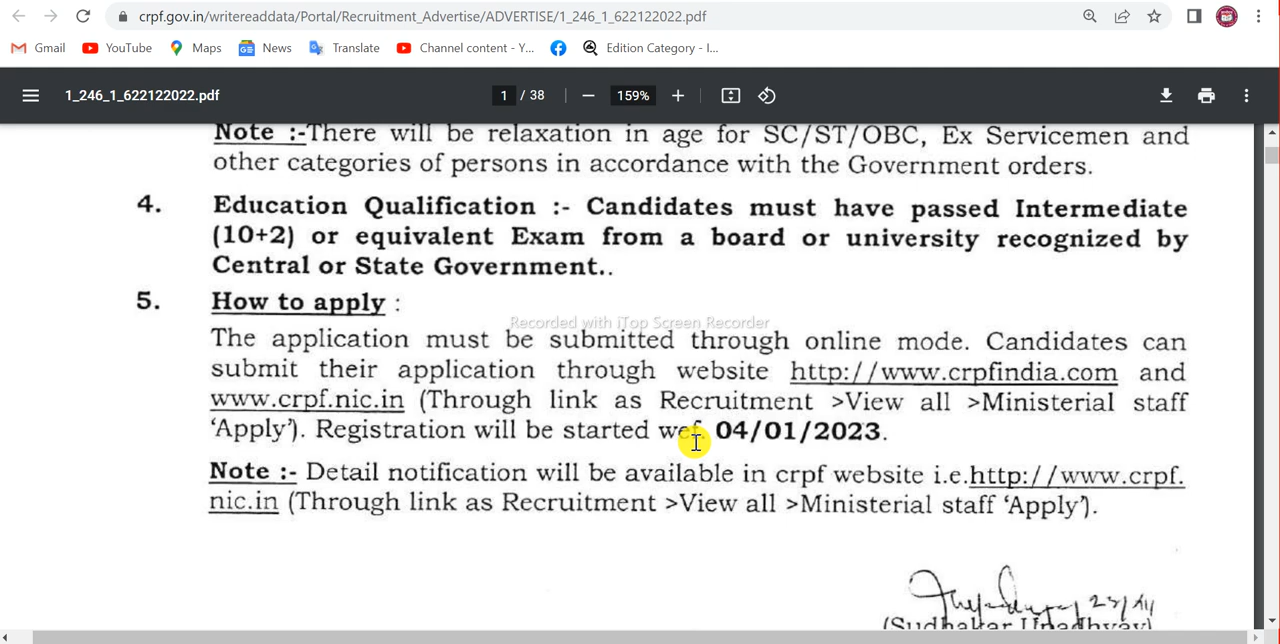 crpf.gov.in/writereaddata/Portal/Recruitment_Advertise/ADVERTISE/1_246_1_622122022.pdf
Gmail YouTube Maps News Translate Channel content - Y... Edition Category - I...
1_246_1_622122022.pdf 1 / 38 159%
Note :-There will be relaxation in age for SC/ST/OBC, Ex Servicemen and
other categories of persons in accordance with the Government orders.
4. Education Qualification :- Candidates must have passed Intermediate
(10+2) or equivalent Exam from a board or university recognized by
Central or State Government..
5. How to apply :
Recorded with iTop Screen Recorder
The application must be submitted through online mode. Candidates can
submit their application through website http://www.crpfindia.com and
www.crpf.nic.in (Through link as Recruitment >View all >Ministerial staff
‘Apply’). Registration will be started wef. 04/01/2023.
Note :- Detail notification will be available in crpf website i.e.http://www.crpf.
nic.in (Through link as Recruitment >View all >Ministerial staff ‘Apply’).
(Sudhakar Upadhyay)